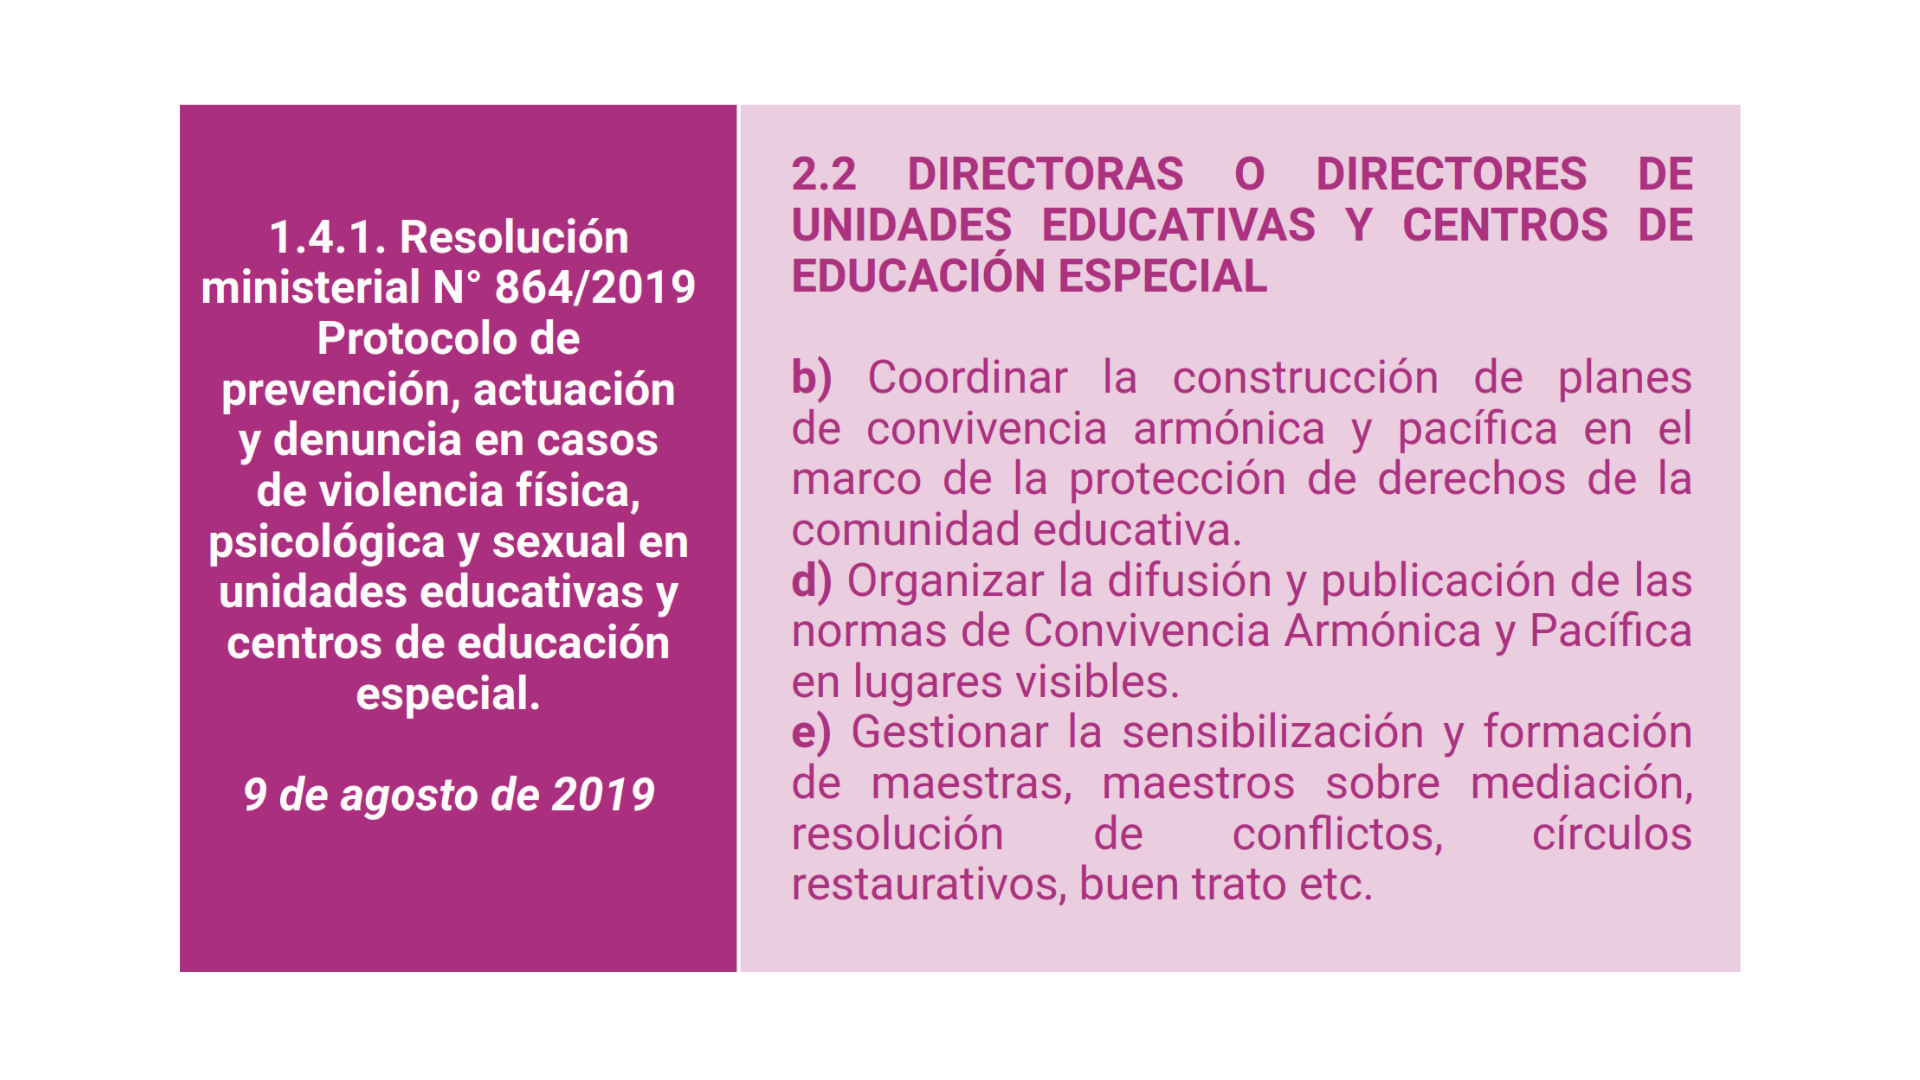 1.4.1. Resolución
ministerial N° 864/2019
Protocolo de
prevención, actuación
y denuncia en casos
de violencia física,
psicológica y sexual en
unidades educativas y
centros de educación
especial.
9 de agosto de 2019
2.2 DIRECTORAS O DIRECTORES DE
UNIDADES EDUCATIVAS Y CENTROS DE
EDUCACIÓN ESPECIAL
b) Coordinar la construcción de planes
de convivencia armónica y pacífica en el
marco de la protección de derechos de la
comunidad educativa.
d) Organizar la difusión y publicación de las
normas de Convivencia Armónica y Pacífica
en lugares visibles.
e) Gestionar la sensibilización y formación
de maestras, maestros sobre mediación,
resolución de conflictos, círculos
restaurativos, buen trato etc.